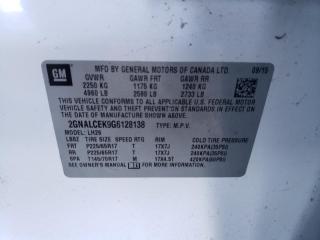 GM
MFD BY GENERAL MOTORS OF CANADA LTD. 09/15
GVWR GAWR FRT GAWR RR
2250 KG 1175 KG 1240 KG
4960 LB 2590 LB 2733 LB
THIS VEHICLE CONFORMS TO ALL APPLICABLE U.S. FEDERAL MOTOR
VEHICLE SAFETY AND THEFT PREVENTION STANDARDS IN EFFECT
ON THE DATE OF MANUFACTURE SHOWN ABOVE.
2GNALCEK9G6128138 TYPE: M.P.V.
MODEL: LH26
TIRE SIZE SPEED RTG RIM COLD TIRE PRESSURE
FRT P225/65R17 T 17X7J 240KPA(35PSI)
RR P225/65R17 T 17X7J 240KPA(35PSI)
SPA T145/70R17 M 17X4.5T 420KPA(60PSI)
SEE OWNER'S MANUAL FOR MORE INFORMATION.